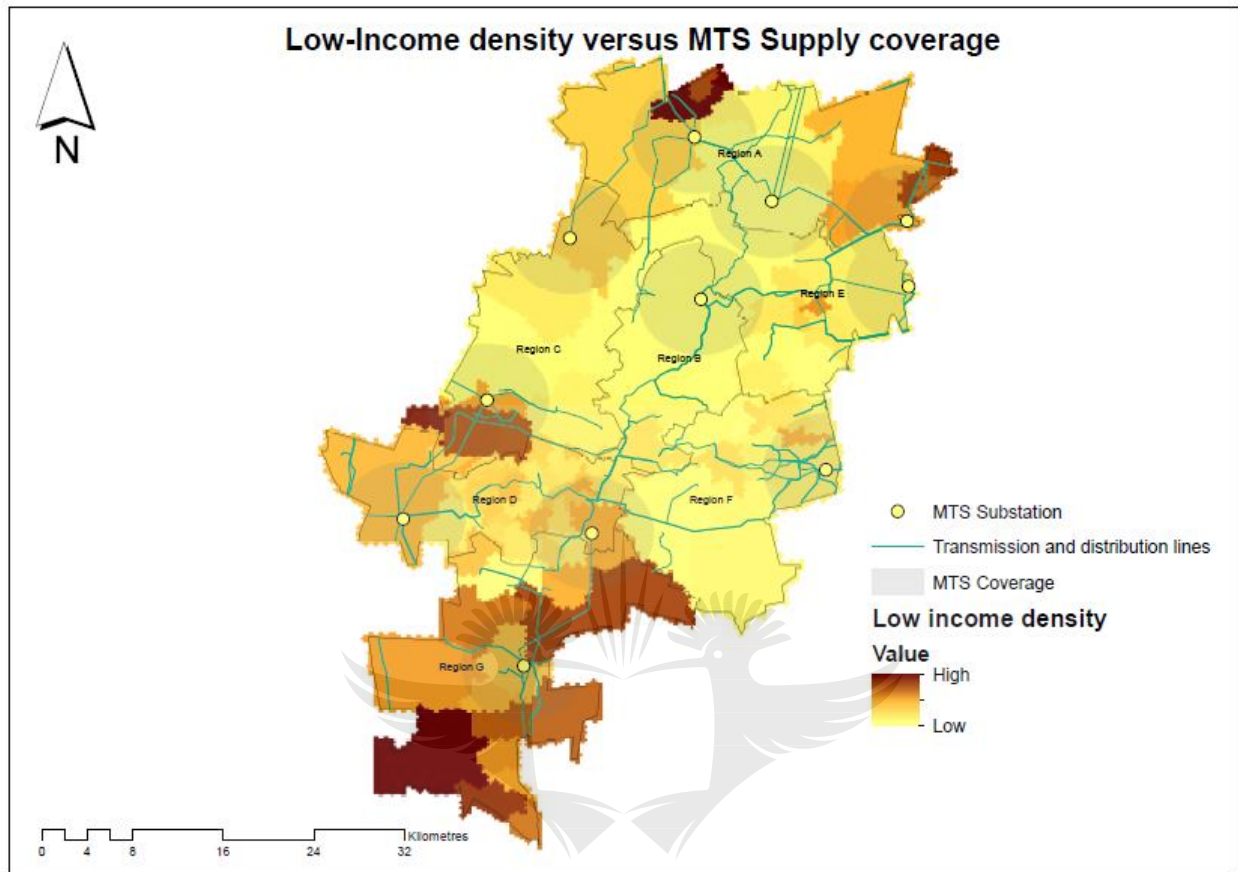 Low-Income density versus MTS Supply coverage
N
Region A
Region E
Region C
Region B
Region D
Region F
Region G
MTS Substation
Transmission and distribution lines
MTS Coverage
Low income density
Value
High
Low
Kilometres
0 4 8 16 24 32